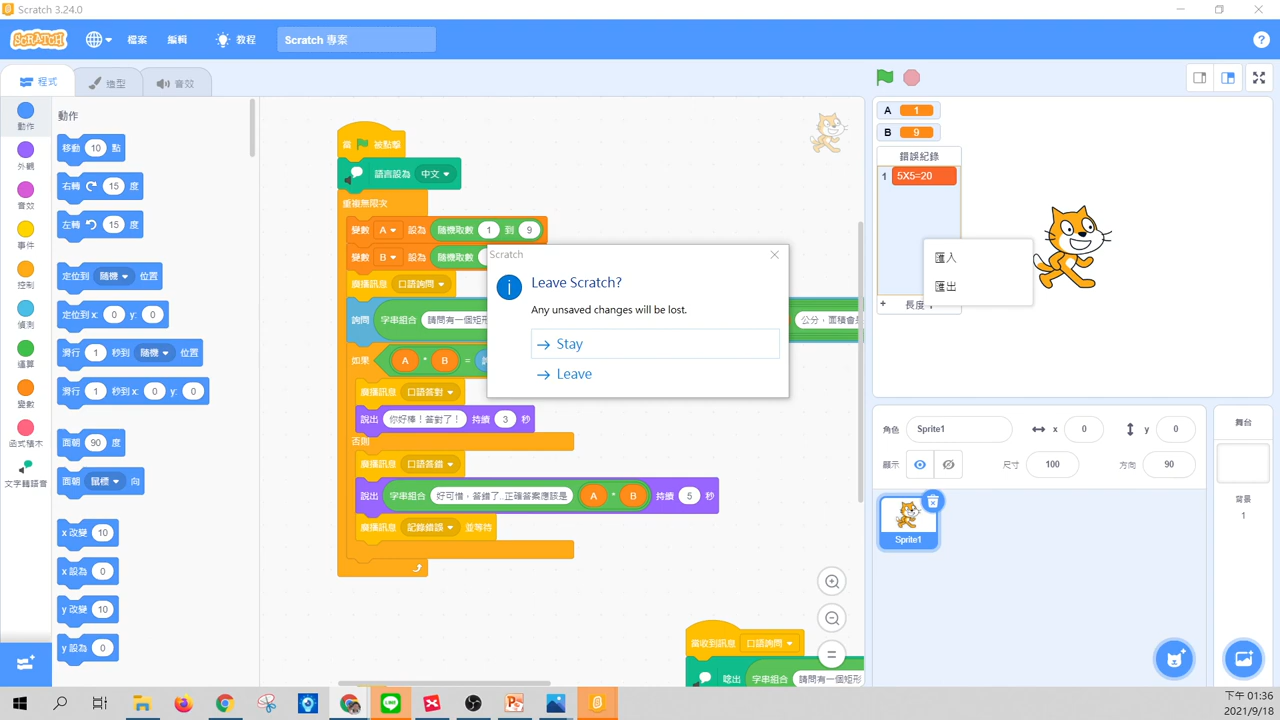 Scratch 3.24.0
SCRATCH
檔案
編輯
教程
Scratch 專案
?
程式
造型
音效
動作
外觀
音效
事件
控制
偵測
運算
變數
函式積木
文字轉語音
動作
移動 10 點
右轉 15 度
左轉 15 度
定位到 隨機 位置
定位到 x: 0 y: 0
滑行 1 秒到 隨機 位置
滑行 1 秒到 x: 0 y: 0
面朝 90 度
面朝 鼠標 向
x 改變 10
x 設為 0
y 改變 10
y 設為 0
當 被點擊
語言設為 中文
重複無限次
變數 A 設為 隨機取數 1 到 9
變數 B 設為 隨機取數
廣播訊息 口語詢問
詢問 字串組合 請問有一個矩形
公分，面積會是
如果 A * B =
廣播訊息 口語答對
說出 你好棒！答對了！ 持續 3 秒
否則
廣播訊息 口語答錯
說出 字串組合 好可惜，答錯了...正確答案應該是 A * B 持續 5 秒
廣播訊息 記錄錯誤 並等待
當收到訊息 口語詢問
唸出 字串組合 請問有一個矩形
Scratch
Leave Scratch?
Any unsaved changes will be lost.
Stay
Leave
A 1
B 9
錯誤紀錄
1 5X5=20
+ 長度
匯入
匯出
角色 Sprite1 x 0 y 0
顯示 尺寸 100 方向 90
Sprite1
舞台
背景
1
下午 01:36
2021/9/18